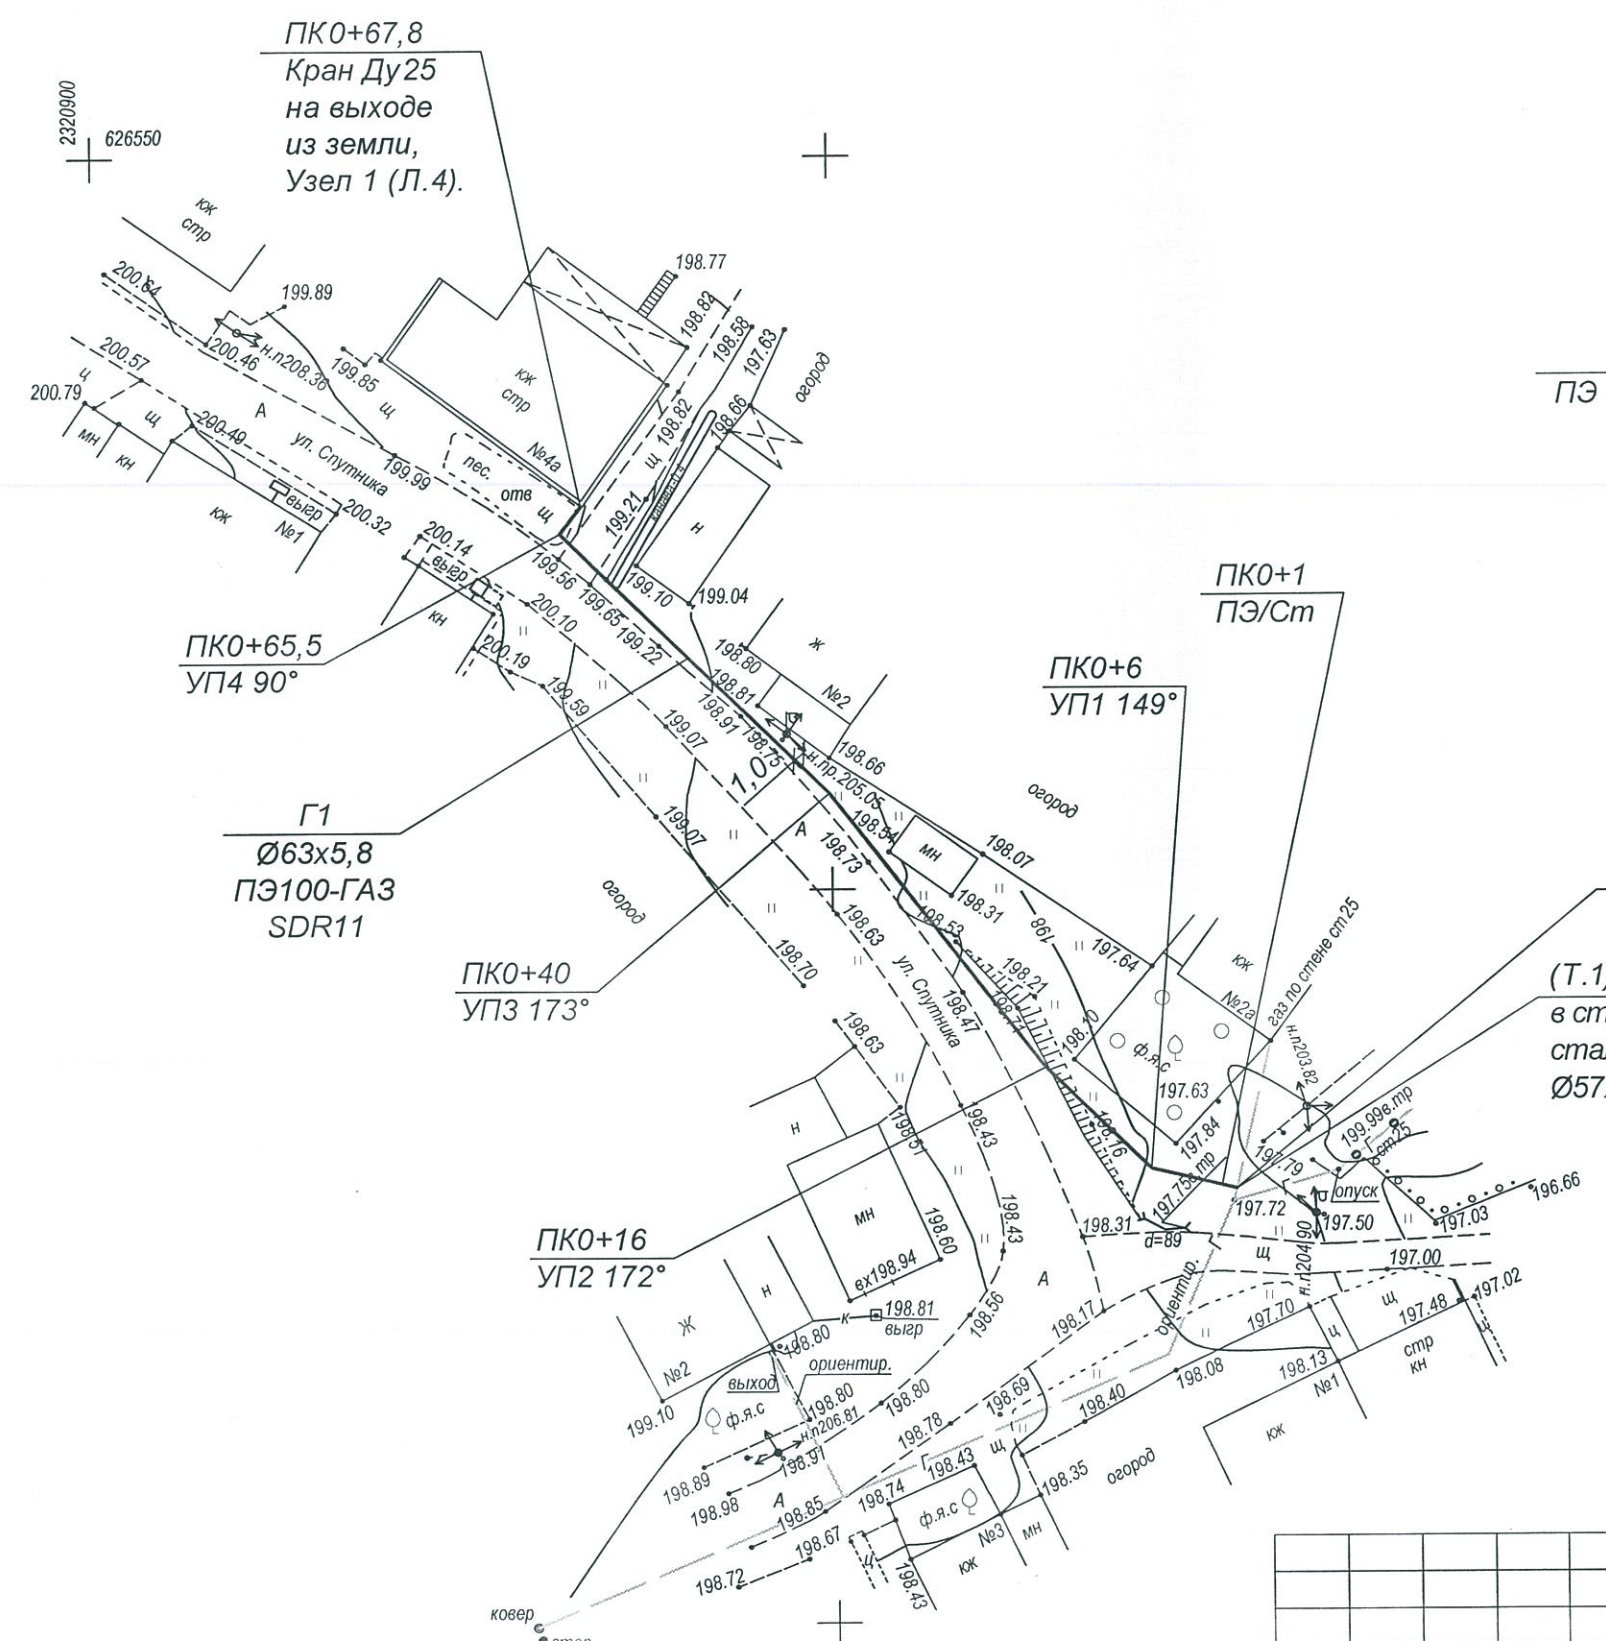 ПК0+67,8
Кран Ду25
на выходе
из земли,
Узел 1 (Л.4).
2320900
626550
кж
стр
200.64
199.89
198.77
200.46
н.п208.36
199.85
щ
кж
стр
№4а
198.82
198.58
197.63
огород
ПЭ
200.57
ц
200.79
щ
мн
кн
А
ул. Спутника
200.49
199.99
пес.
отв
щ
198.82
щ
198.66
199.21
н
кж
№1
выгр
200.32
200.14
выгр
кн
199.56
199.65
199.10
199.04
199.22
200.10
200.19
199.59
ПК0+65,5
УП4 90°
ПК0+1
ПЭ/Ст
ПК0+6
УП1 149°
ж
№2
198.80
198.81
198.91
198.75
199.07
1,0
н.пр.205.05
198.66
огород
Г1
Ø63х5,8
ПЭ100-ГАЗ
SDR11
199.07
А
198.54
198.73
мн
198.07
198.31
огород
198.63
198.53
198
197.64
198.70
ПК0+40
УП3 173°
ул. Спутника
198.21
198.71
198.47
198.10
кж
№2а
газ по стене ст25
н.п203.82
(Т.1)
в ст
ста
Ø57
198.63
ф.я.с
197.63
198.43
198.51
н
198.76
197.84
197.75в.тр
197.79
199.99в.тр
Г
ст25
опуск
196.66
197.72
197.50
197.03
мн
198.60
198.43
198.31
d=89
щ
н.п204.90
197.00
ПК0+16
УП2 172°
вх198.94
А
ориентир.
н
ж
№2
к
198.81
выгр
198.56
198.17
197.70
щ
197.48
197.02
ц
ц
198.80
ориентир.
выход
198.13
№1
стр
кн
198.08
199.10
ф.я.с
198.80
198.80
198.69
198.40
н.п206.81
198.91
198.78
щ
кж
198.89
198.98
А
198.85
Г
198.43
198.74
198.35
огород
ф.я.с
198.67
198.72
ц
198.43
№3
кж
мн
ковер